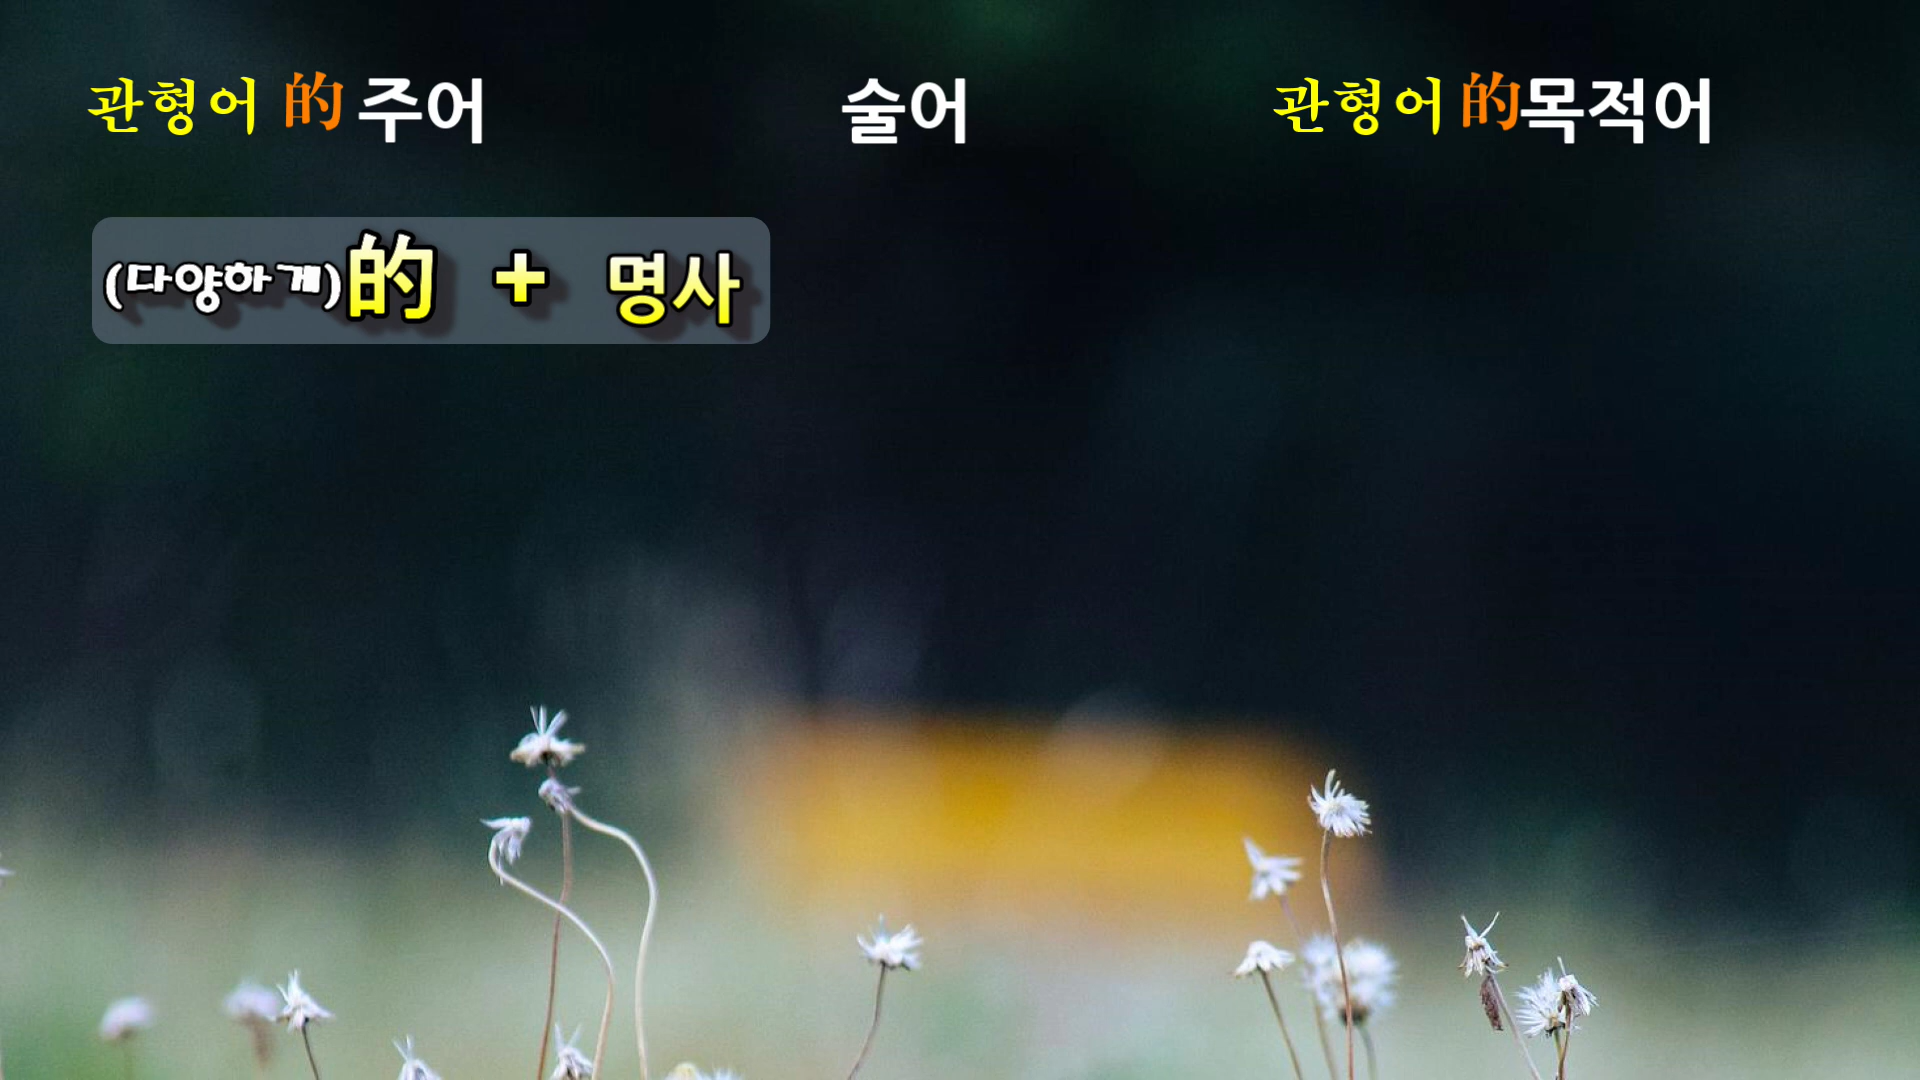 관형어 的 주어 술어 관형어 的목적어
(다양하게)的 + 명사